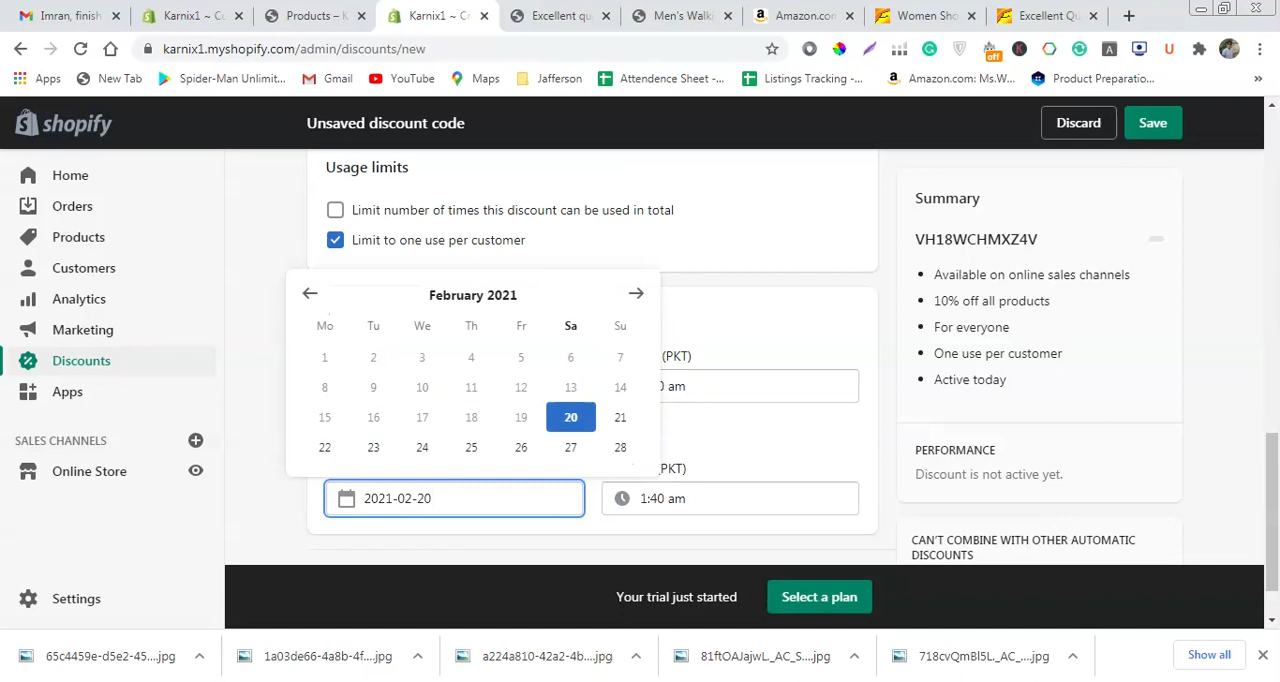 Imran, finish
Karnix1 ~ Cu
Products – K
Karnix1 ~ Cr
Excellent qu
Men's Walki
Amazon.com
Women Sho
Excellent Qu
karnix1.myshopify.com/admin/discounts/new
off
Apps
New Tab
Spider-Man Unlimit...
Gmail
YouTube
Maps
Jafferson
Attendence Sheet -...
Listings Tracking -...
Amazon.com: Ms.W...
Product Preparatio...
shopify
Unsaved discount code
Discard
Save
Home
Orders
Products
Customers
Analytics
Marketing
Discounts
Apps
SALES CHANNELS
Online Store
Settings
Usage limits
Limit number of times this discount can be used in total
Limit to one use per customer
February 2021
Mo Tu We Th Fr Sa Su
1 2 3 4 5 6 7
8 9 10 11 12 13 14
15 16 17 18 19 20 21
22 23 24 25 26 27 28
(PKT)
0 am
(PKT)
2021-02-20
1:40 am
Summary
VH18WCHMXZ4V
Available on online sales channels
10% off all products
For everyone
One use per customer
Active today
PERFORMANCE
Discount is not active yet.
CAN'T COMBINE WITH OTHER AUTOMATIC
DISCOUNTS
Your trial just started
Select a plan
65c4459e-d5e2-45....jpg
1a03de66-4a8b-4f....jpg
a224a810-42a2-4b....jpg
81ftOAJajwL._AC_S....jpg
718cvQmBl5L._AC_....jpg
Show all